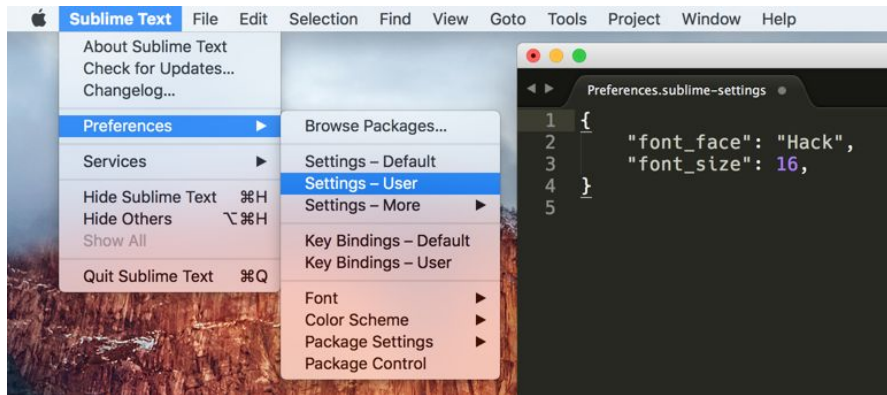 Sublime Text File Edit Selection Find View Goto Tools Project Window Help
About Sublime Text
Check for Updates...
Changelog...
Preferences
Services
Hide Sublime Text ⌘H
Hide Others ⌥⌘H
Show All
Quit Sublime Text ⌘Q
Browse Packages...
Settings – Default
Settings – User
Settings – More
Key Bindings – Default
Key Bindings – User
Font
Color Scheme
Package Settings
Package Control
Preferences.sublime-settings
1 {
2 "font_face": "Hack",
3 "font_size": 16,
4 }
5